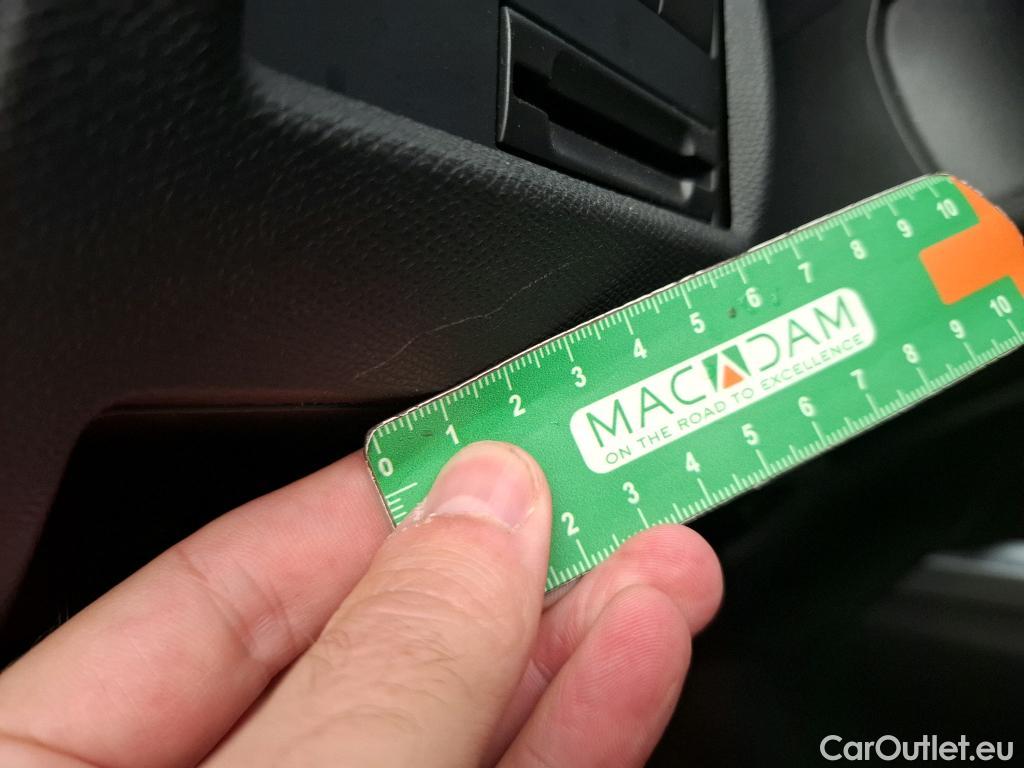 0 1 2 3 4 5 6 7 8 9 10
MACADAM
ON THE ROAD TO EXCELLENCE
2 3 4 5 6 7 8 9 10
CarOutlet.eu